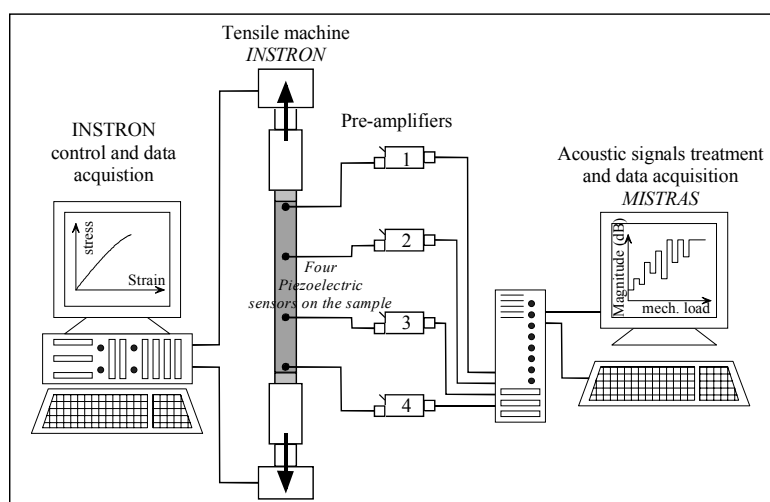 Tensile machine
INSTRON
INSTRON
control and data
acquistion
stress
Strain
Pre-amplifiers
1
2
3
4
Four
Piezoelectric
sensors on the sample
Acoustic signals treatment
and data acquisition
MISTRAS
Magnitude (dB)
mech. load